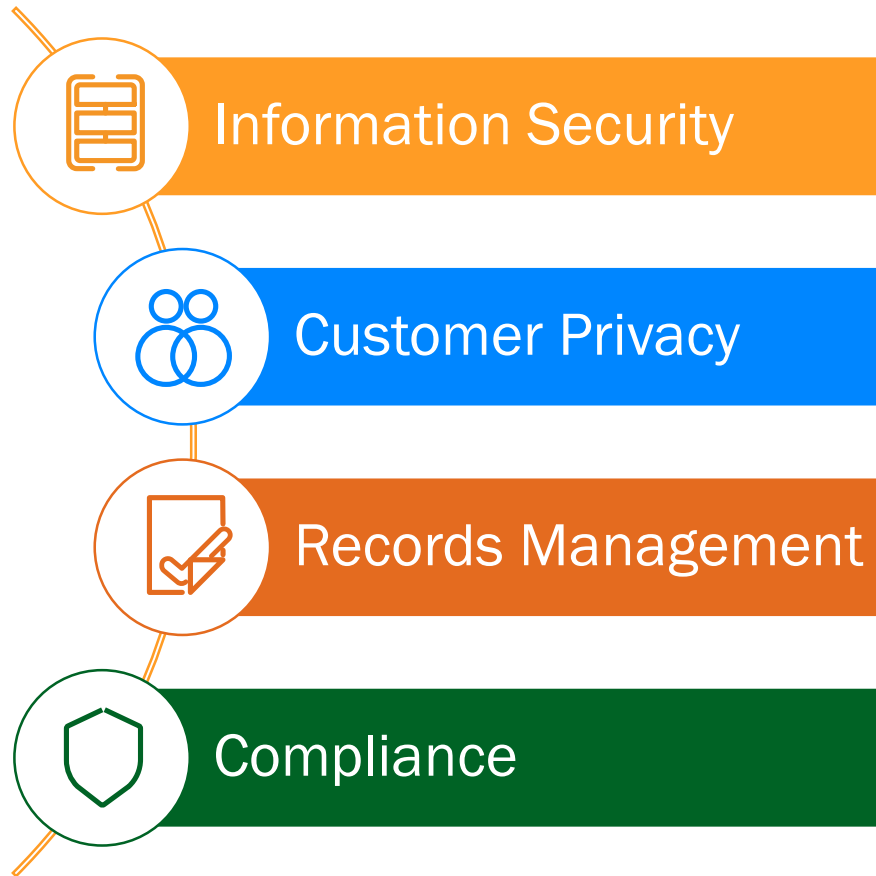 Information Security
Customer Privacy
Records Management
Compliance